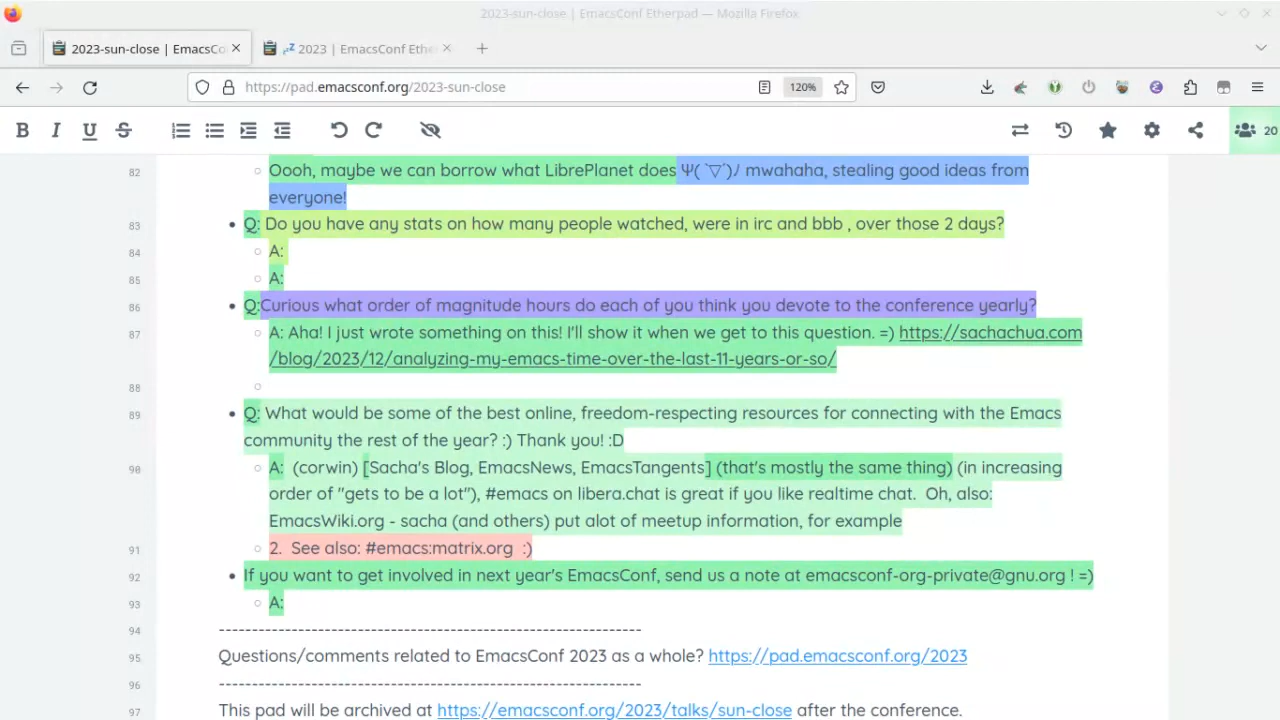 2023-sun-close | EmacsConf Etherpad — Mozilla Firefox
2023-sun-close | EmacsCo
2023 | EmacsConf Ethe
https://pad.emacsconf.org/2023-sun-close
120%
20
82 Oooh, maybe we can borrow what LibrePlanet does Ψ( ˋ▽ˊ)ﾉ mwahaha, stealing good ideas from
everyone!
83 Q: Do you have any stats on how many people watched, were in irc and bbb , over those 2 days?
84 A:
85 A:
86 Q:Curious what order of magnitude hours do each of you think you devote to the conference yearly?
87 A: Aha! I just wrote something on this! I'll show it when we get to this question. =) https://sachachua.com
/blog/2023/12/analyzing-my-emacs-time-over-the-last-11-years-or-so/
88
89 Q: What would be some of the best online, freedom-respecting resources for connecting with the Emacs
community the rest of the year? :) Thank you! :D
90 A:  (corwin) [Sacha's Blog, EmacsNews, EmacsTangents] (that's mostly the same thing) (in increasing
order of "gets to be a lot"), #emacs on libera.chat is great if you like realtime chat.  Oh, also:
EmacsWiki.org - sacha (and others) put alot of meetup information, for example
91 2.  See also: #emacs:matrix.org  :)
92 If you want to get involved in next year's EmacsConf, send us a note at emacsconf-org-private@gnu.org ! =)
93 A:
94 ----------------------------------------------------------------
95 Questions/comments related to EmacsConf 2023 as a whole? https://pad.emacsconf.org/2023
96 ----------------------------------------------------------------
97 This pad will be archived at https://emacsconf.org/2023/talks/sun-close after the conference.